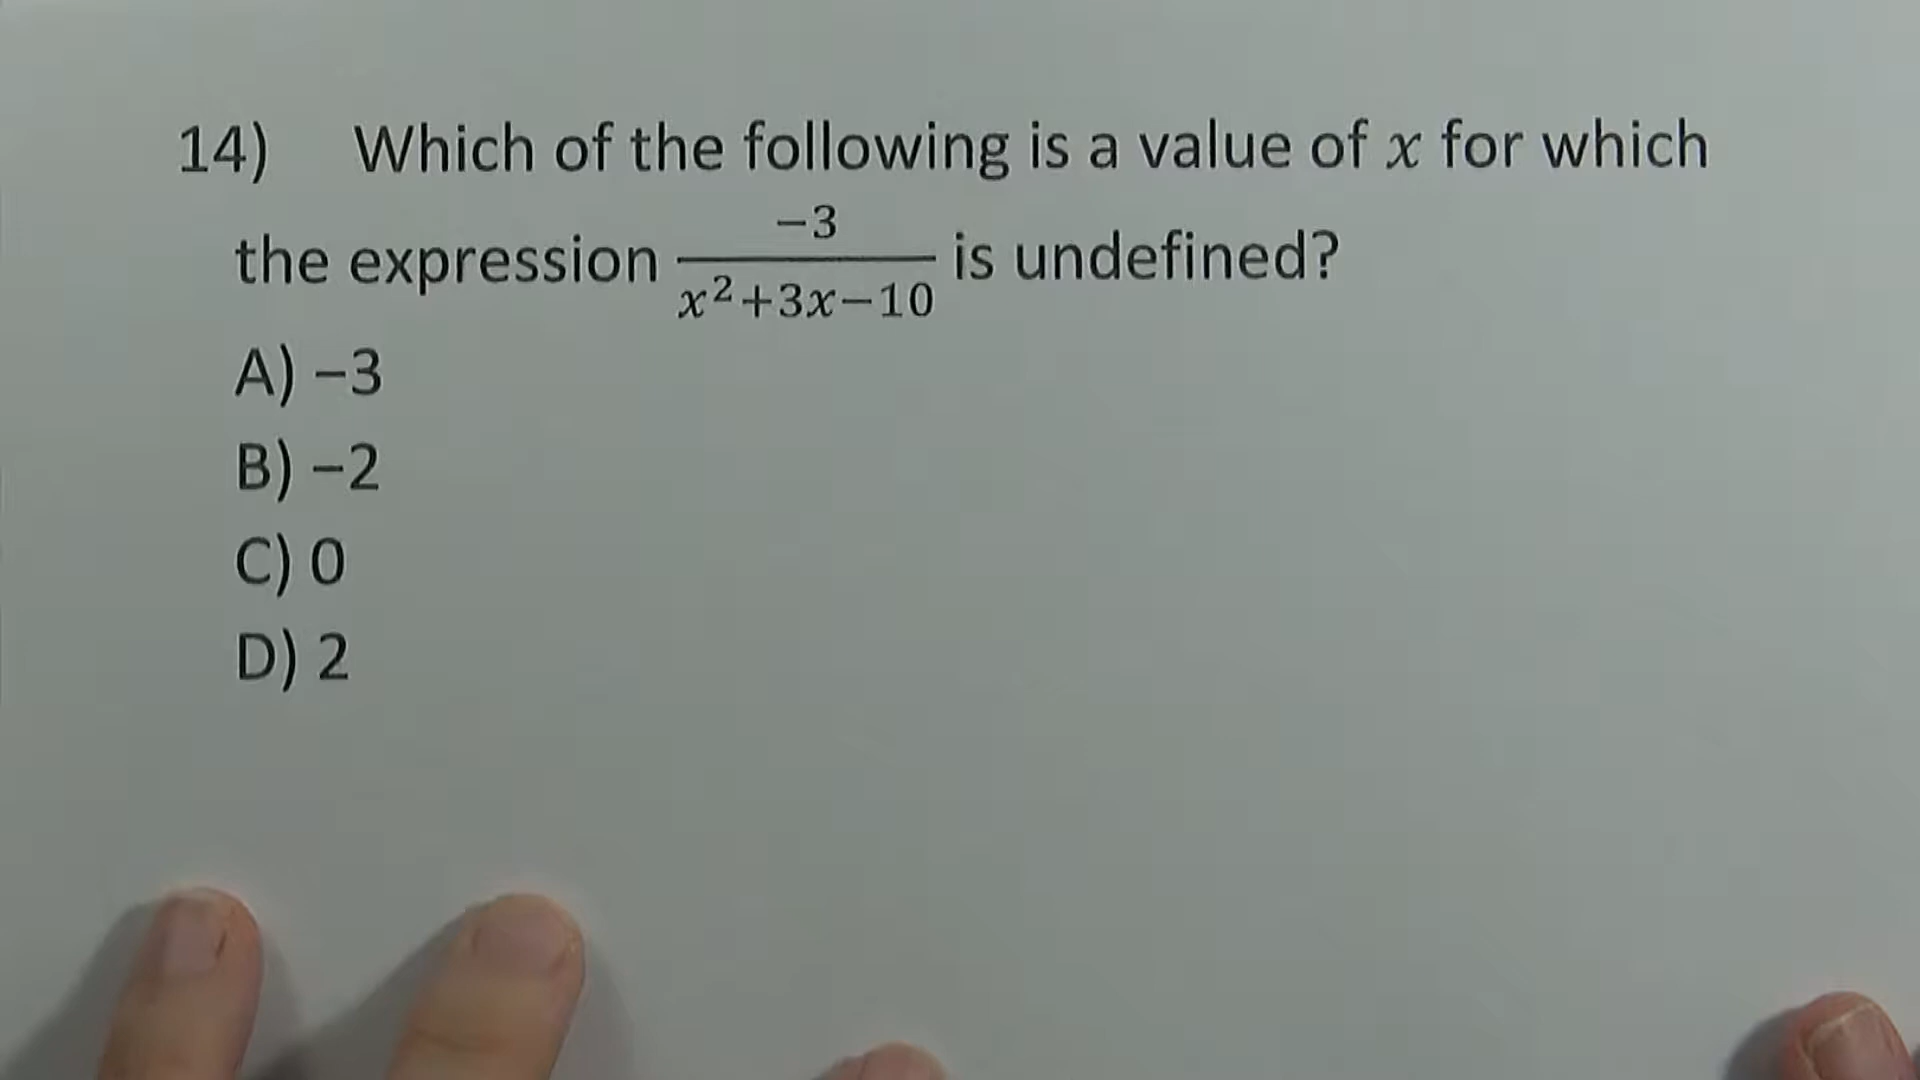 14) Which of the following is a value of x for which
the expression −3/(x²+3x−10) is undefined?
A) −3
B) −2
C) 0
D) 2